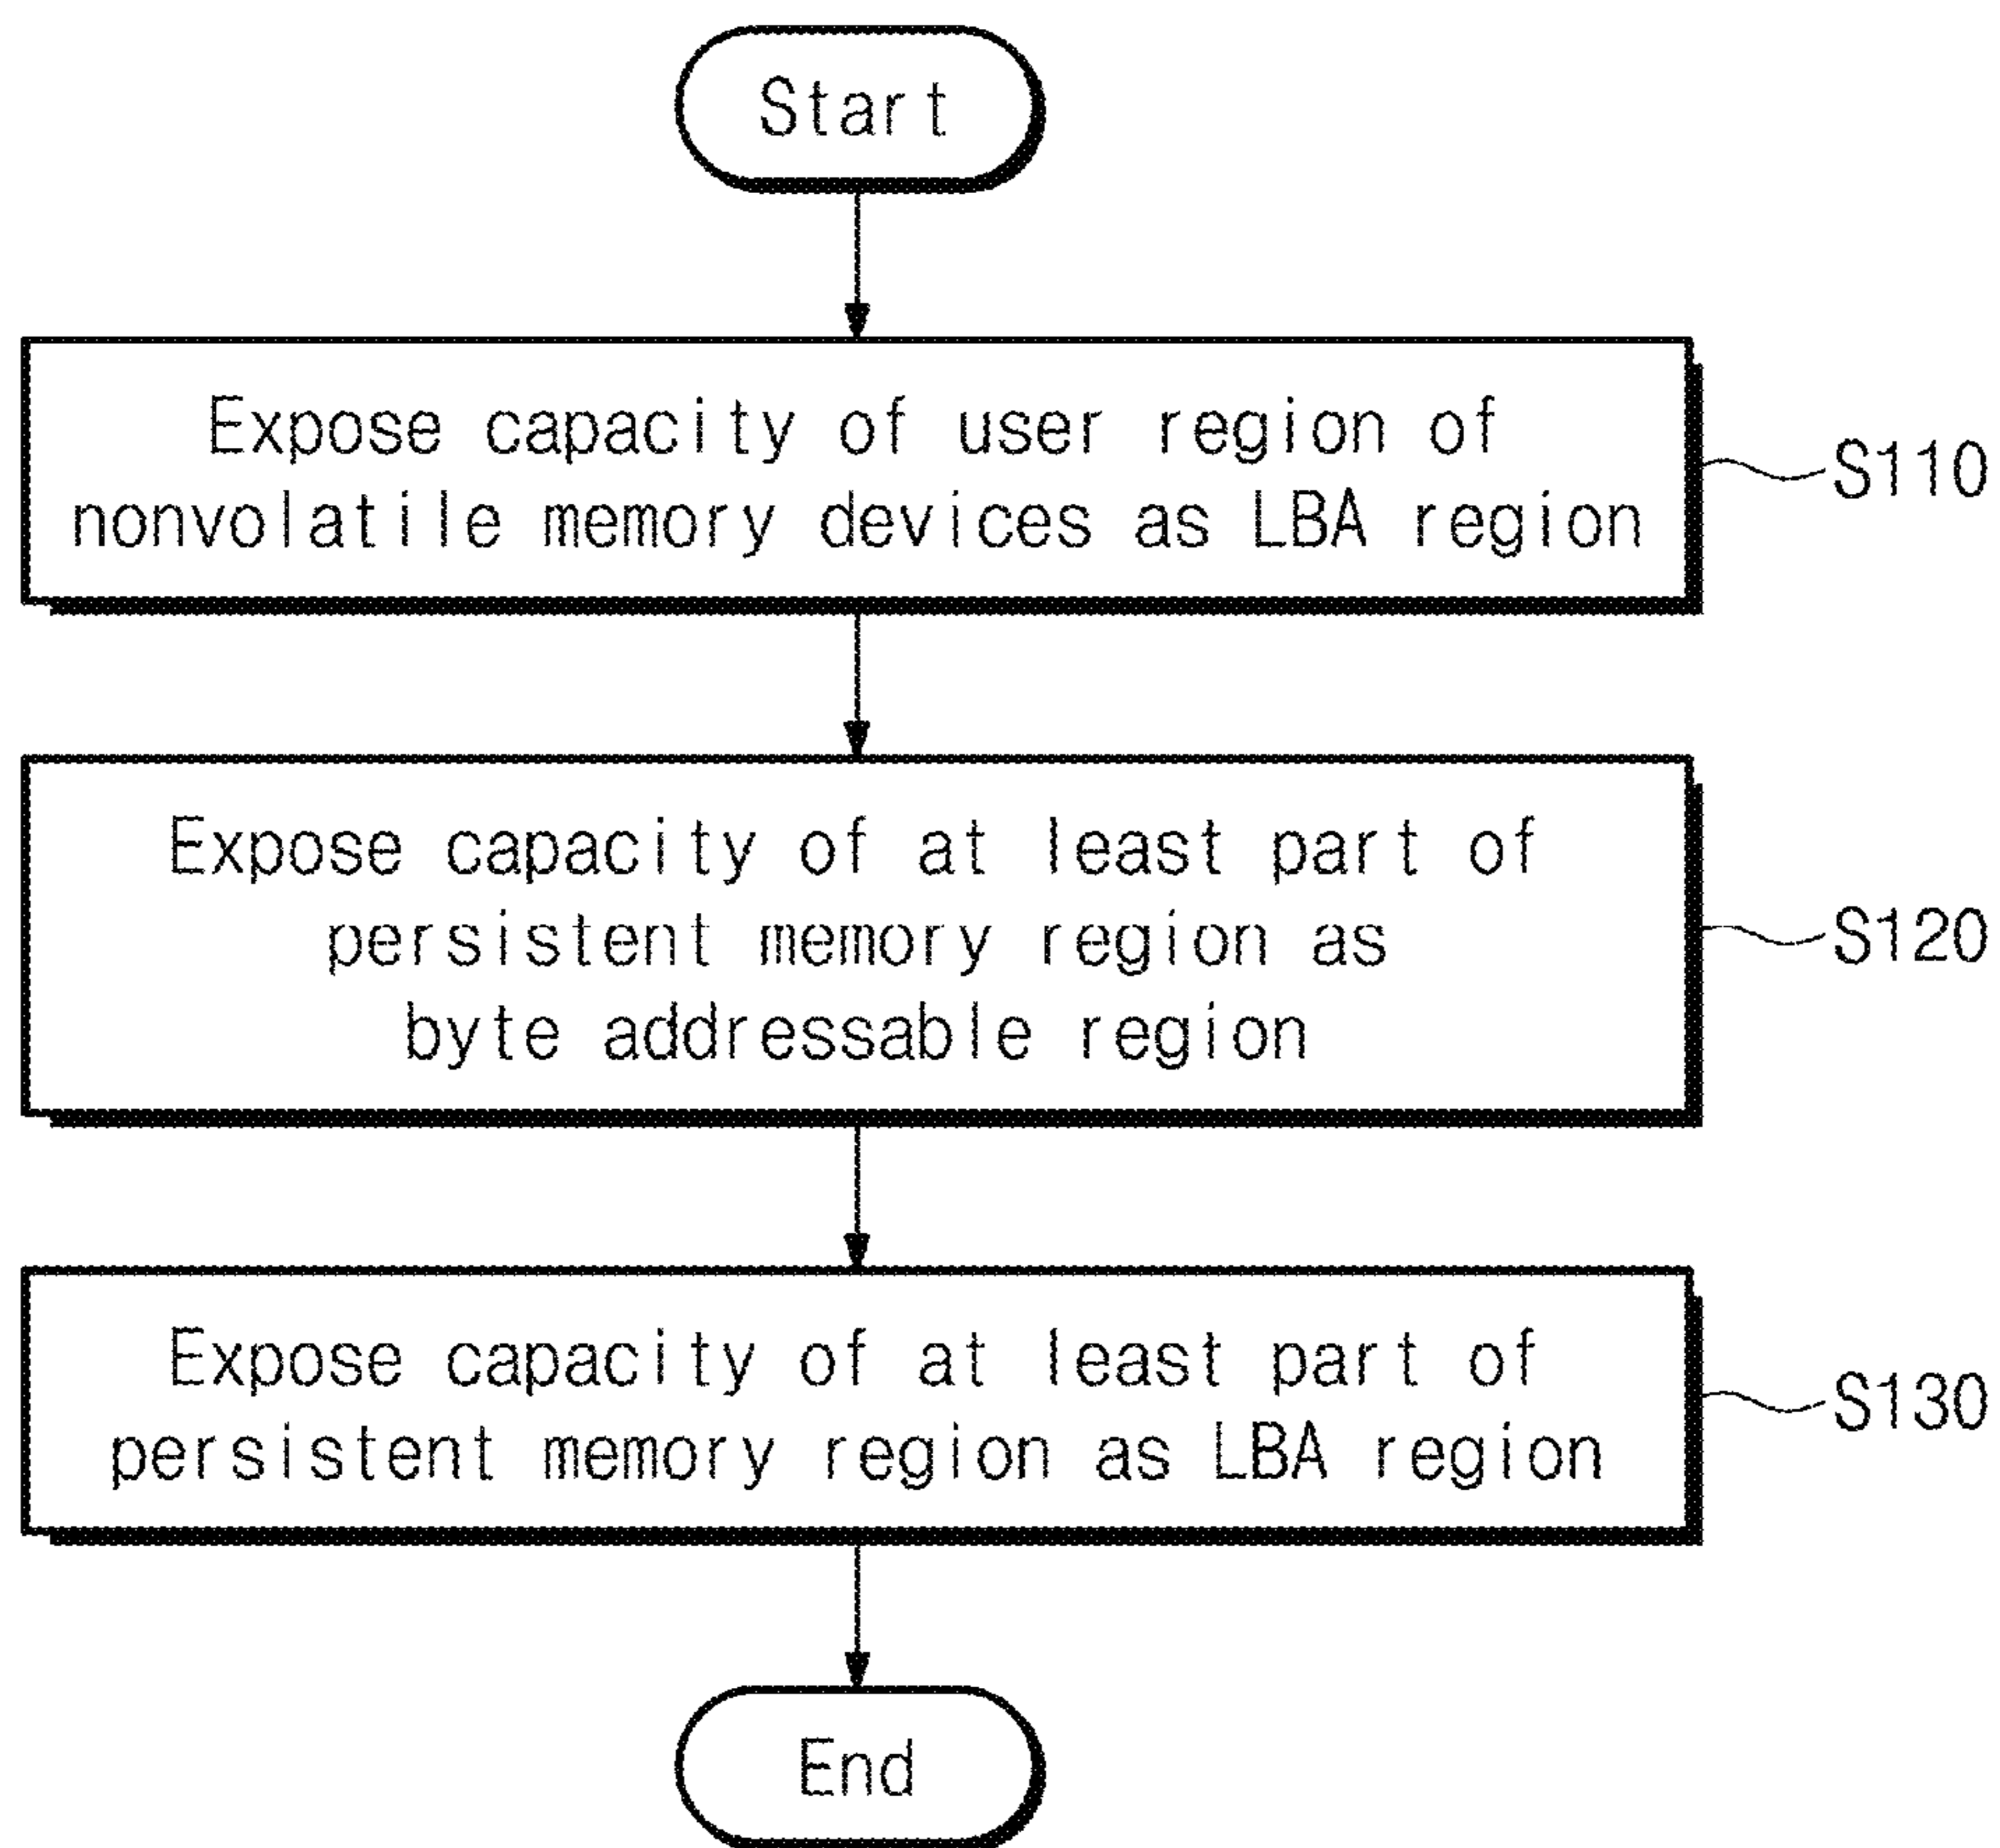 Start
Expose capacity of user region of
nonvolatile memory devices as LBA region
S110
Expose capacity of at least part of
persistent memory region as
byte addressable region
S120
Expose capacity of at least part of
persistent memory region as LBA region
S130
End